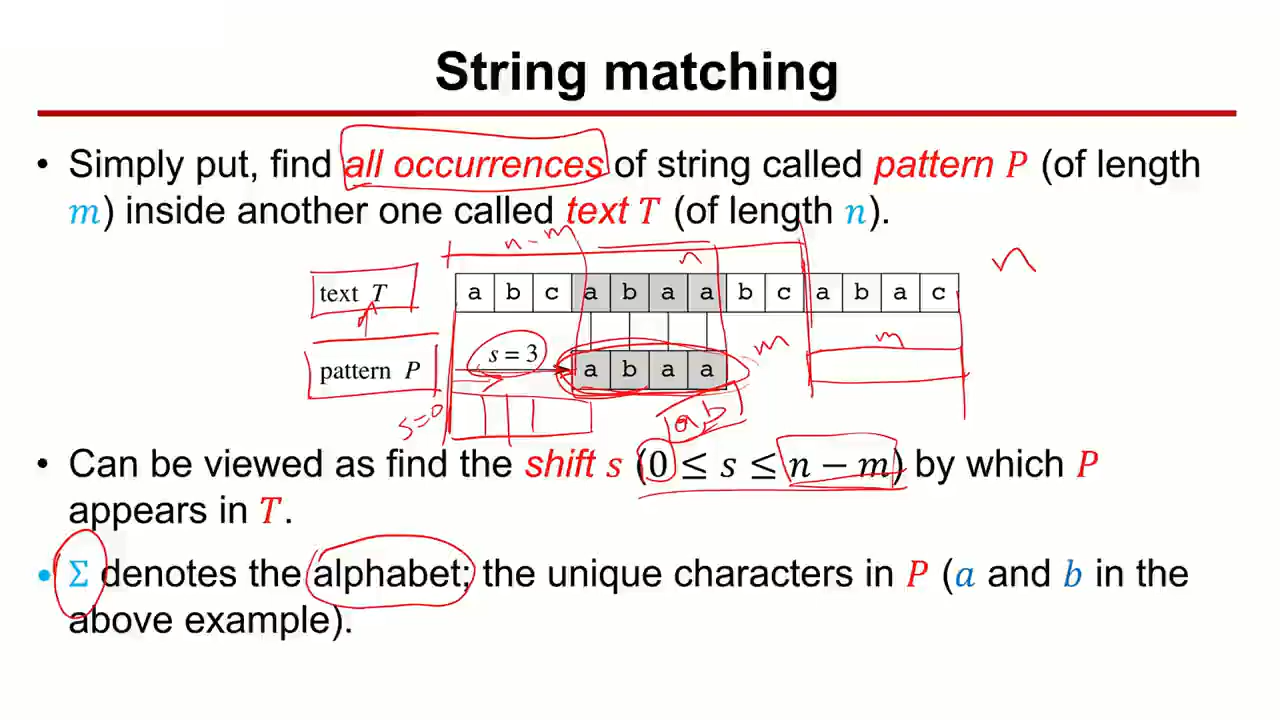 String matching
• Simply put, find all occurrences of string called pattern P (of length
m) inside another one called text T (of length n).
n-m
n
n
text T a b c a b a a b c a b a c
m
m
s = 3
pattern P a b a a
s=0
a b
• Can be viewed as find the shift s (0 ≤ s ≤ n − m) by which P
appears in T.
• Σ denotes the alphabet; the unique characters in P (a and b in the
above example).